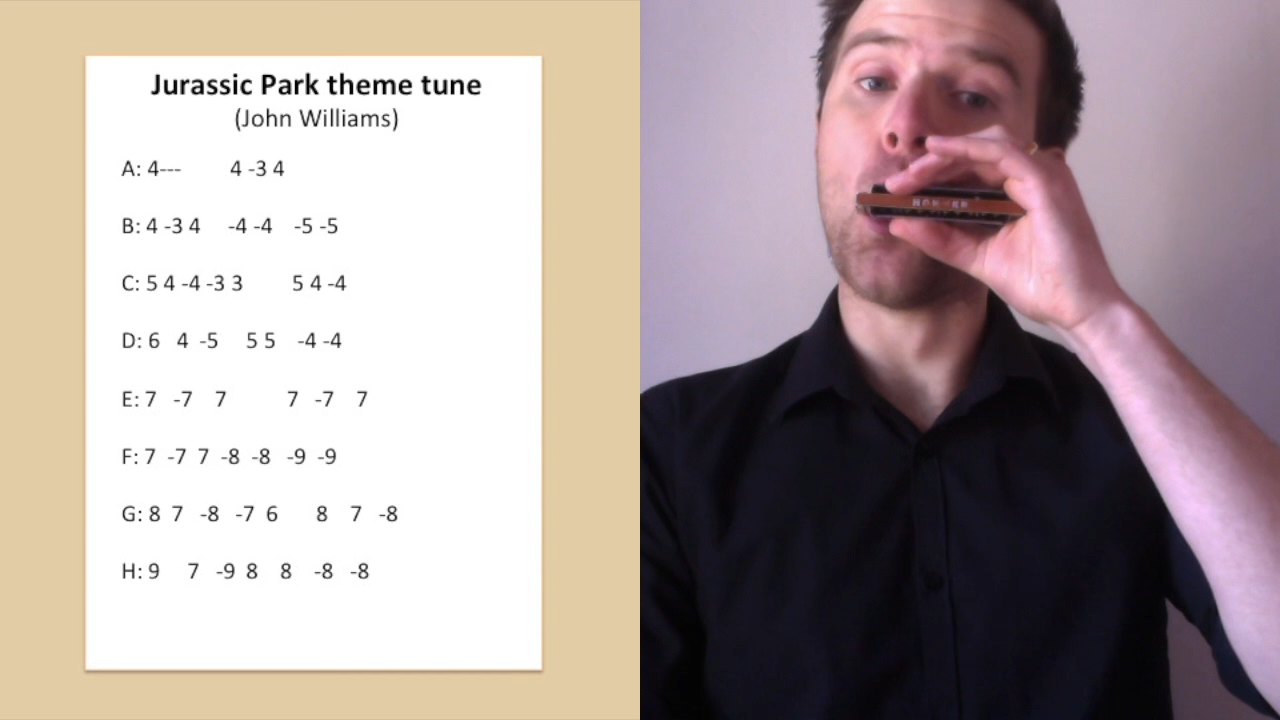 Jurassic Park theme tune
(John Williams)
A: 4--- 4 -3 4
B: 4 -3 4 -4 -4 -5 -5
C: 5 4 -4 -3 3 5 4 -4
D: 6 4 -5 5 5 -4 -4
E: 7 -7 7 7 -7 7
F: 7 -7 7 -8 -8 -9 -9
G: 8 7 -8 -7 6 8 7 -8
H: 9 7 -9 8 8 -8 -8
HOHNER